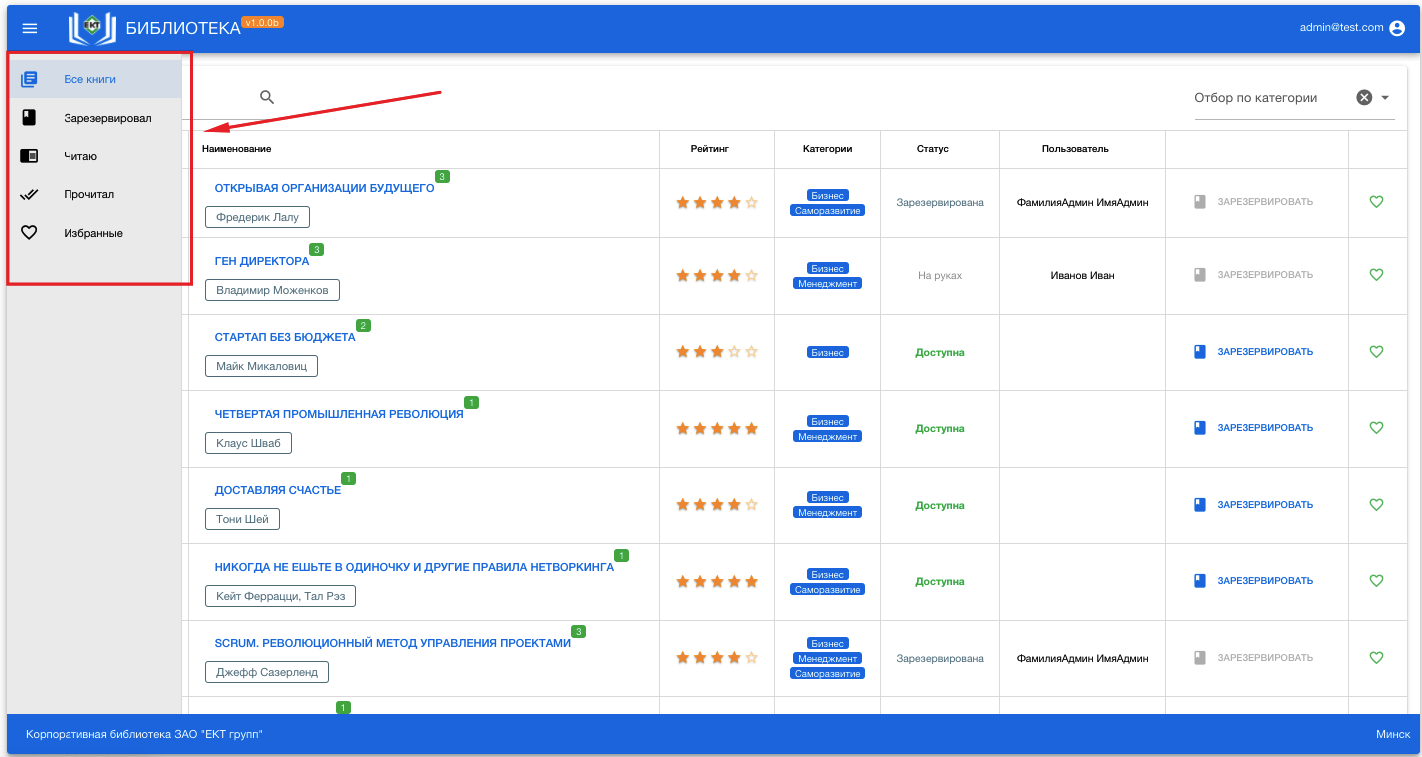 ЕКТ
БИБЛИОТЕКА v1.0.0b
admin@test.com
Все книги
Зарезервировал
Читаю
Прочитал
Избранные
Отбор по категории
Наименование Рейтинг Категории Статус Пользователь
ОТКРЫВАЯ ОРГАНИЗАЦИИ БУДУЩЕГО 3
Фредерик Лалу
Бизнес
Саморазвитие
Зарезервирована
ФамилияАдмин ИмяАдмин
ЗАРЕЗЕРВИРОВАТЬ
ГЕН ДИРЕКТОРА 3
Владимир Моженков
Бизнес
Менеджмент
На руках
Иванов Иван
ЗАРЕЗЕРВИРОВАТЬ
СТАРТАП БЕЗ БЮДЖЕТА 2
Майк Микаловиц
Бизнес
Доступна
ЗАРЕЗЕРВИРОВАТЬ
ЧЕТВЕРТАЯ ПРОМЫШЛЕННАЯ РЕВОЛЮЦИЯ 1
Клаус Шваб
Бизнес
Менеджмент
Доступна
ЗАРЕЗЕРВИРОВАТЬ
ДОСТАВЛЯЯ СЧАСТЬЕ 1
Тони Шей
Бизнес
Менеджмент
Доступна
ЗАРЕЗЕРВИРОВАТЬ
НИКОГДА НЕ ЕШЬТЕ В ОДИНОЧКУ И ДРУГИЕ ПРАВИЛА НЕТВОРКИНГА 1
Кейт Феррацци, Тал Рэз
Бизнес
Саморазвитие
Доступна
ЗАРЕЗЕРВИРОВАТЬ
SCRUM. РЕВОЛЮЦИОННЫЙ МЕТОД УПРАВЛЕНИЯ ПРОЕКТАМИ 3
Джефф Сазерленд
Бизнес
Менеджмент
Саморазвитие
Зарезервирована
ФамилияАдмин ИмяАдмин
ЗАРЕЗЕРВИРОВАТЬ
1
Корпоративная библиотека ЗАО "ЕКТ групп"
Минск